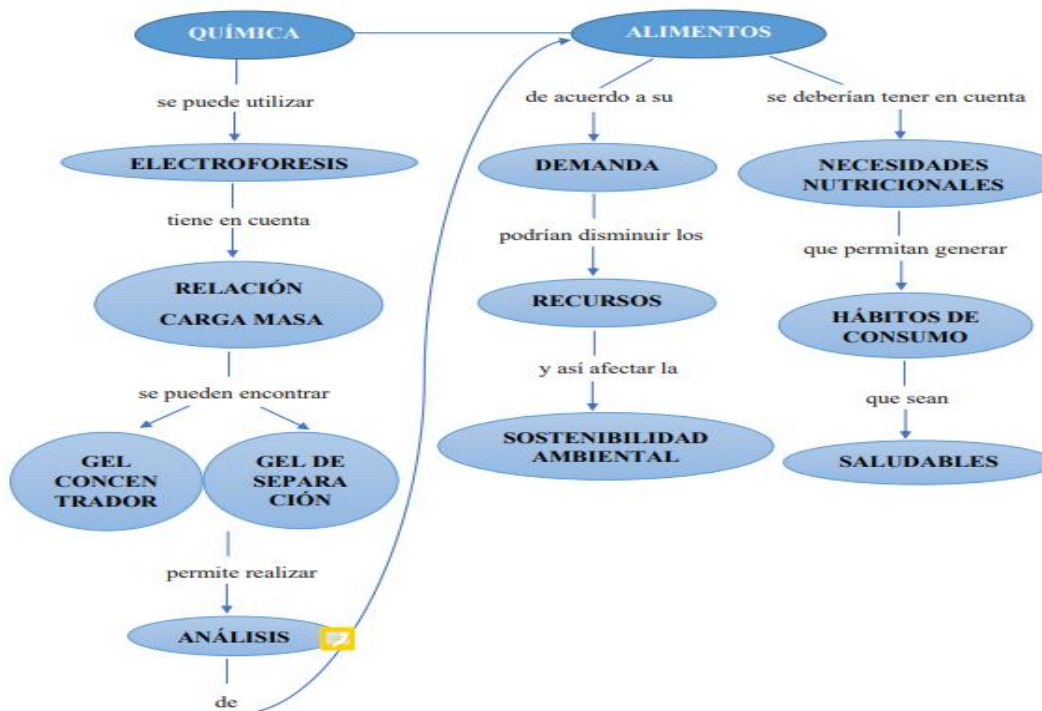 QUÍMICA
ALIMENTOS
se puede utilizar
de acuerdo a su
se deberían tener en cuenta
ELECTROFORESIS
DEMANDA
NECESIDADES
NUTRICIONALES
tiene en cuenta
podrían disminuir los
que permitan generar
RELACIÓN
CARGA MASA
RECURSOS
HÁBITOS DE
CONSUMO
se pueden encontrar
y así afectar la
que sean
GEL
CONCEN
TRADOR
GEL DE
SEPARA
CIÓN
SOSTENIBILIDAD
AMBIENTAL
SALUDABLES
permite realizar
ANÁLISIS
de